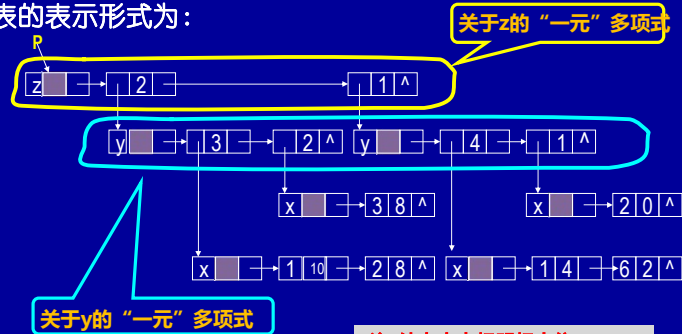 表的表示形式为:
关于z的“一元”多项式
P
z 2 1 ^
y 3 2 ^ y 4 1 ^
x 3 8 ^ x 2 0 ^
x 1 10 2 8 ^ x 1 4 6 2 ^
关于y的“一元”多项式